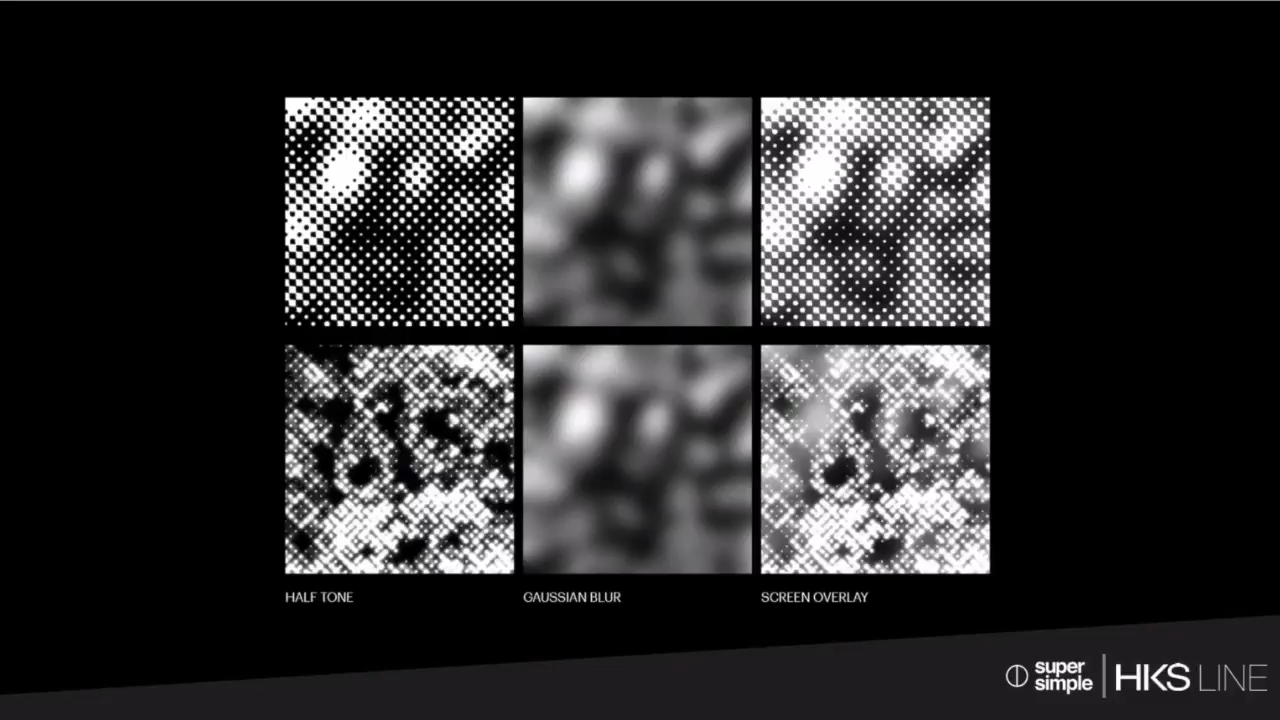 HALF TONE
GAUSSIAN BLUR
SCREEN OVERLAY
super
simple
HKS LINE